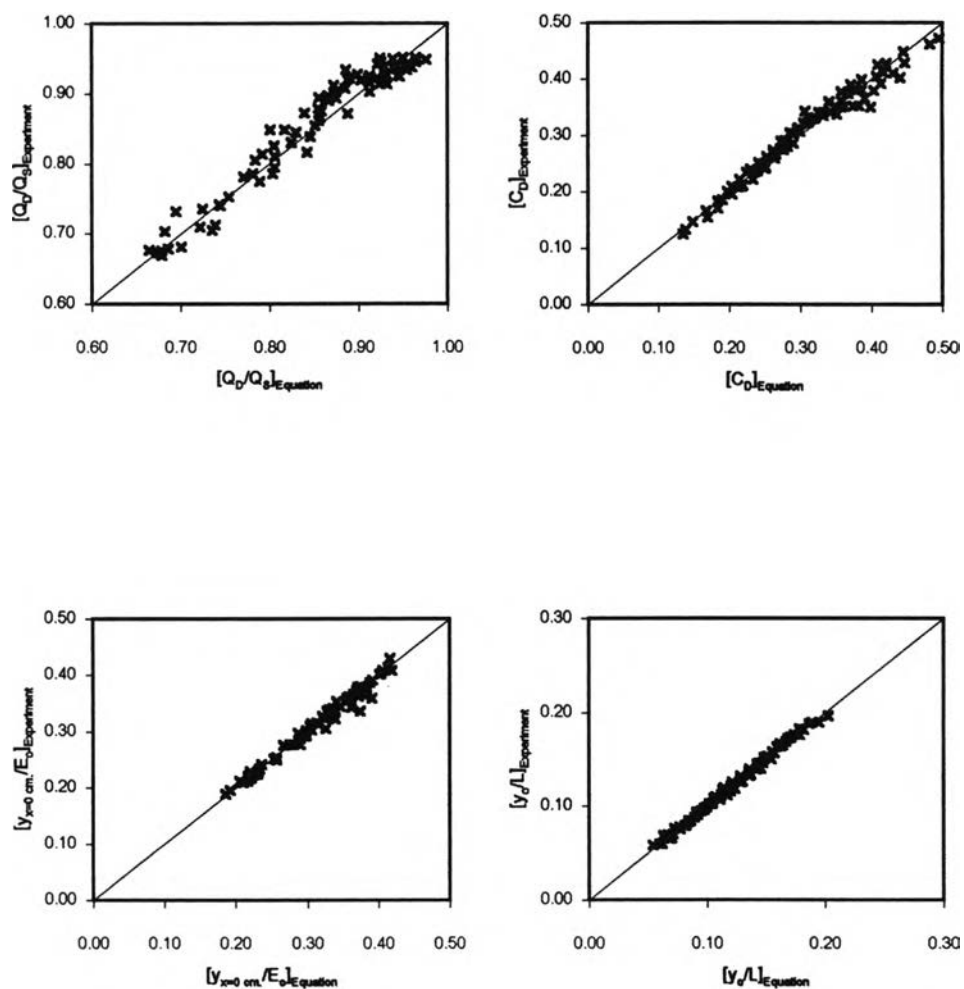 1.00
0.90
0.80
0.70
0.60
[Q_D/Q_S]_Experiment
0.60 0.70 0.80 0.90 1.00
[Q_D/Q_S]_Equation
0.50
0.40
0.30
0.20
0.10
0.00
[C_D]_Experiment
0.00 0.10 0.20 0.30 0.40 0.50
[C_D]_Equation
0.50
0.40
0.30
0.20
0.10
0.00
[y_x=0 cm./E_o]_Experiment
0.00 0.10 0.20 0.30 0.40 0.50
[y_x=0 cm./E_o]_Equation
0.30
0.20
0.10
0.00
[y_o/L]_Experiment
0.00 0.10 0.20 0.30
[y_o/L]_Equation